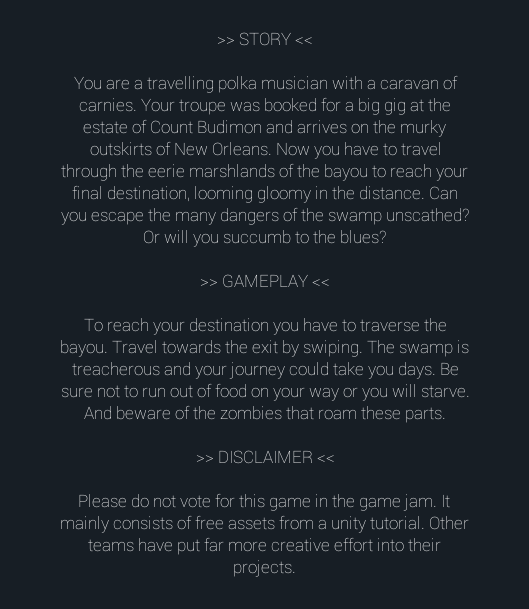 >> STORY <<
You are a travelling polka musician with a caravan of
carnies. Your troupe was booked for a big gig at the
estate of Count Budimon and arrives on the murky
outskirts of New Orleans. Now you have to travel
through the eerie marshlands of the bayou to reach your
final destination, looming gloomy in the distance. Can
you escape the many dangers of the swamp unscathed?
Or will you succumb to the blues?
>> GAMEPLAY <<
To reach your destination you have to traverse the
bayou. Travel towards the exit by swiping. The swamp is
treacherous and your journey could take you days. Be
sure not to run out of food on your way or you will starve.
And beware of the zombies that roam these parts.
>> DISCLAIMER <<
Please do not vote for this game in the game jam. It
mainly consists of free assets from a unity tutorial. Other
teams have put far more creative effort into their
projects.